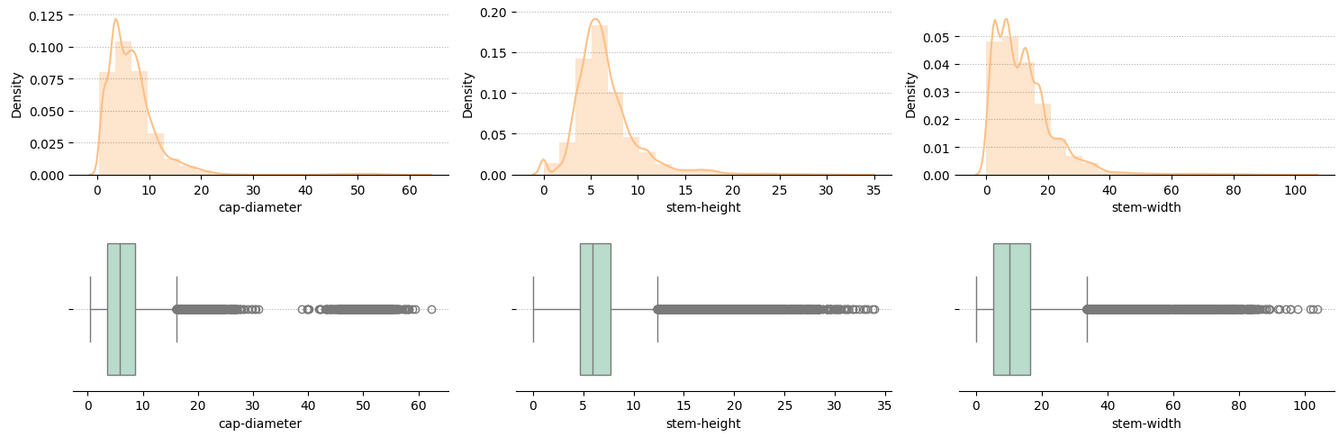 Density
0.125
0.100
0.075
0.050
0.025
0.000
0 10 20 30 40 50 60
cap-diameter
Density
0.20
0.15
0.10
0.05
0.00
0 5 10 15 20 25 30 35
stem-height
Density
0.05
0.04
0.03
0.02
0.01
0.00
0 20 40 60 80 100
stem-width
0 10 20 30 40 50 60
cap-diameter
0 5 10 15 20 25 30 35
stem-height
0 20 40 60 80 100
stem-width